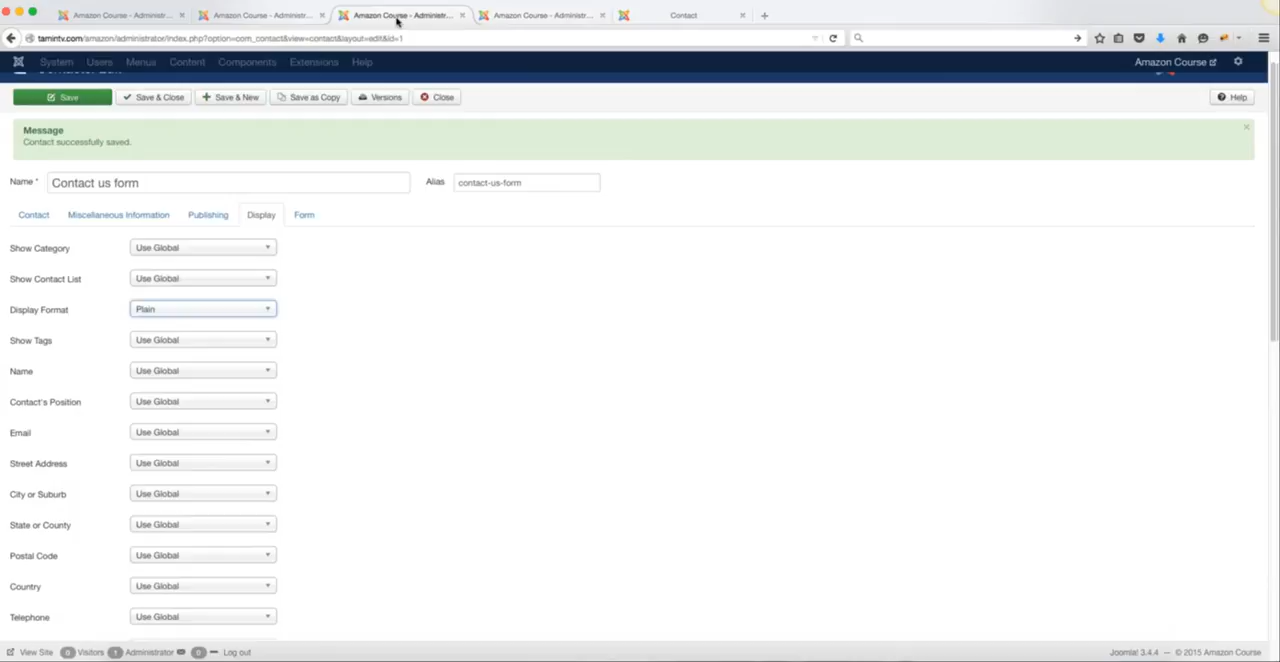 Amazon Course - Administr... × Amazon Course - Administr... × Amazon Course - Administr... × Amazon Course - Administr... × Contact × +
tamintv.com/amazon/administrator/index.php?option=com_contact&view=contact&layout=edit&id=1
System Users Menus Content Components Extensions Help Amazon Course
Save Save & Close Save & New Save as Copy Versions Close Help
Message ×
Contact successfully saved.
Name * Contact us form Alias contact-us-form
Contact Miscellaneous Information Publishing Display Form
Show Category Use Global
Show Contact List Use Global
Display Format Plain
Show Tags Use Global
Name Use Global
Contact's Position Use Global
Email Use Global
Street Address Use Global
City or Suburb Use Global
State or County Use Global
Postal Code Use Global
Country Use Global
Telephone Use Global
View Site 0 Visitors 1 Administrator 0 Log out Joomla! 3.4.4 — © 2015 Amazon Course